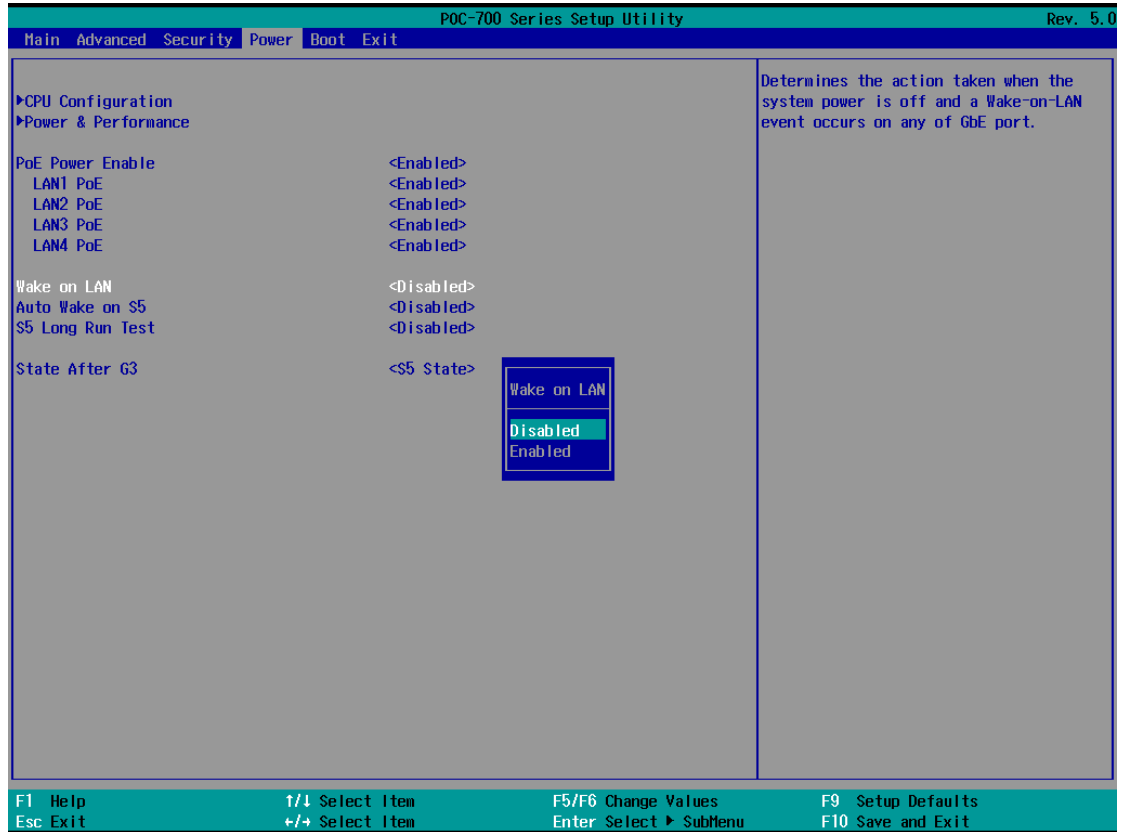 POC-700 Series Setup Utility Rev. 5.0
Main Advanced Security Power Boot Exit
▶CPU Configuration
▶Power & Performance
PoE Power Enable <Enabled>
LAN1 PoE <Enabled>
LAN2 PoE <Enabled>
LAN3 PoE <Enabled>
LAN4 PoE <Enabled>
Wake on LAN <Disabled>
Auto Wake on S5 <Disabled>
S5 Long Run Test <Disabled>
State After G3 <S5 State>
Wake on LAN
Disabled
Enabled
Determines the action taken when the
system power is off and a Wake-on-LAN
event occurs on any of GbE port.
F1 Help ↑/↓ Select Item F5/F6 Change Values F9 Setup Defaults
Esc Exit ←/→ Select Item Enter Select ▶ SubMenu F10 Save and Exit